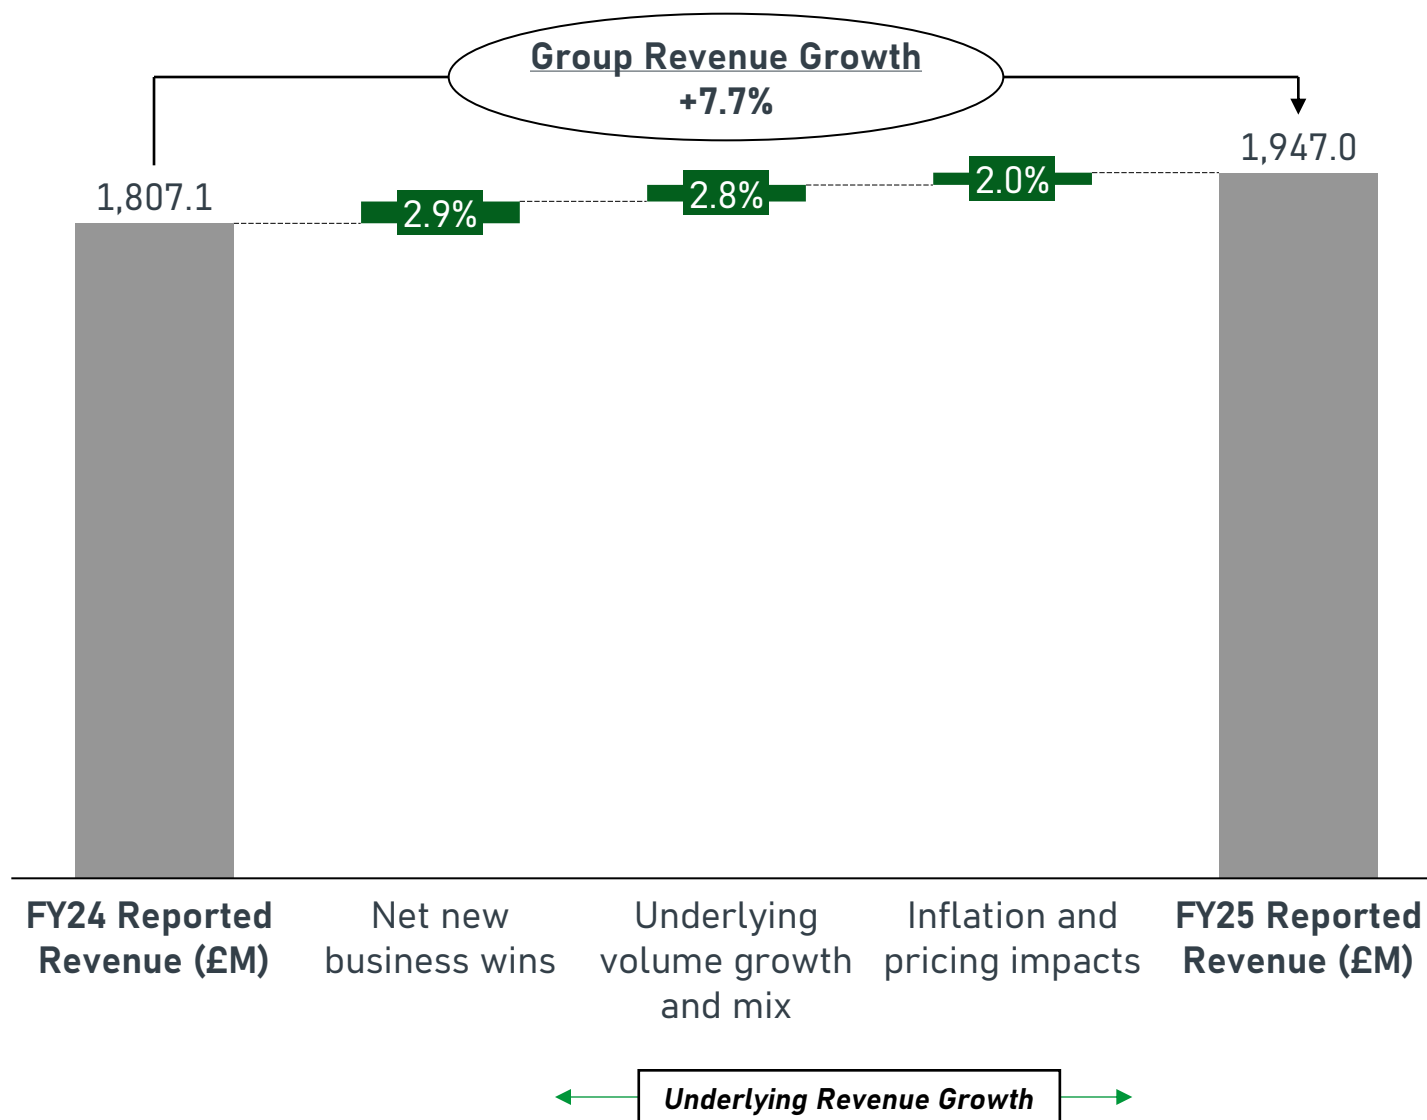 Group Revenue Growth
+7.7%
1,807.1
2.9%
2.8%
2.0%
1,947.0
FY24 Reported
Revenue (£M)
Net new
business wins
Underlying
volume growth
and mix
Inflation and
pricing impacts
FY25 Reported
Revenue (£M)
Underlying Revenue Growth